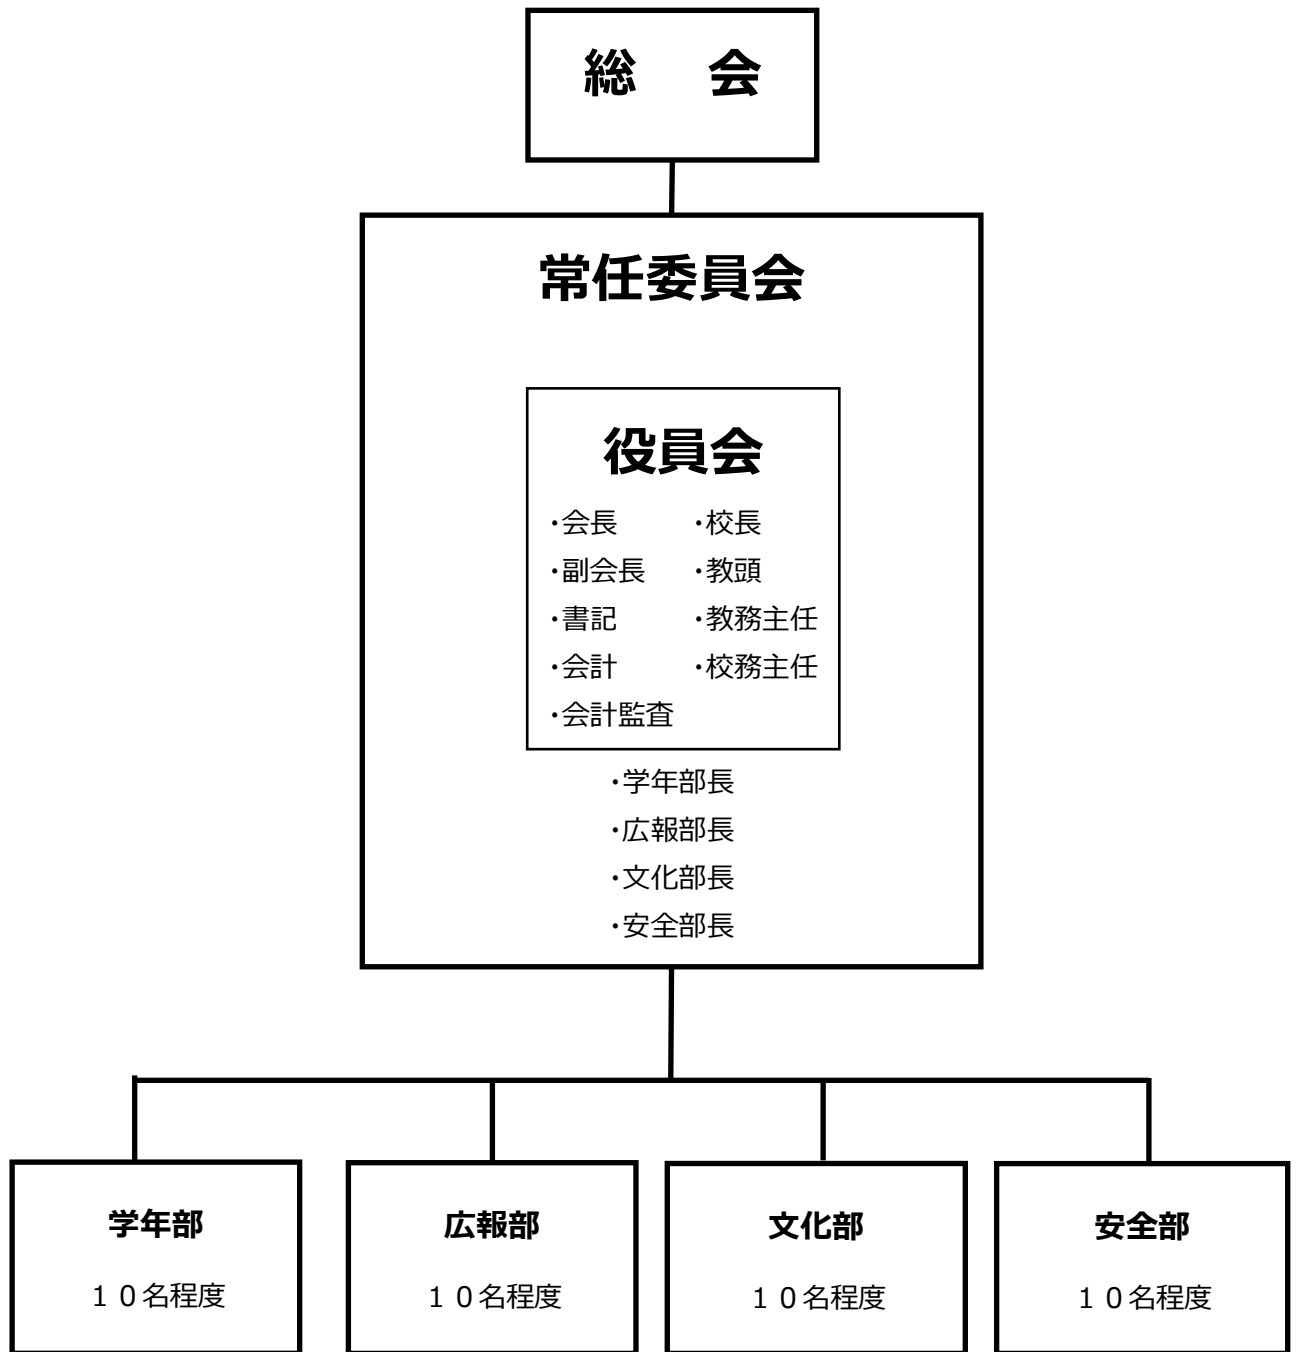 総　会
常任委員会
役員会
・会長　・校長
・副会長　・教頭
・書記　・教務主任
・会計　・校務主任
・会計監査
・学年部長
・広報部長
・文化部長
・安全部長
学年部　広報部　文化部　安全部
１０名程度　１０名程度　１０名程度　１０名程度